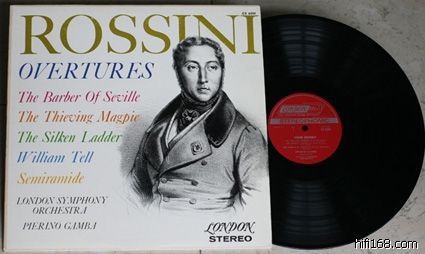 ROSSINI
OVERTURES
The Barber Of Seville
The Thieving Magpie
The Silken Ladder
William Tell
Semiramide
LONDON SYMPHONY
ORCHESTRA
PIERINO GAMBA
LONDON
STEREO
LONDON
hifi168.com